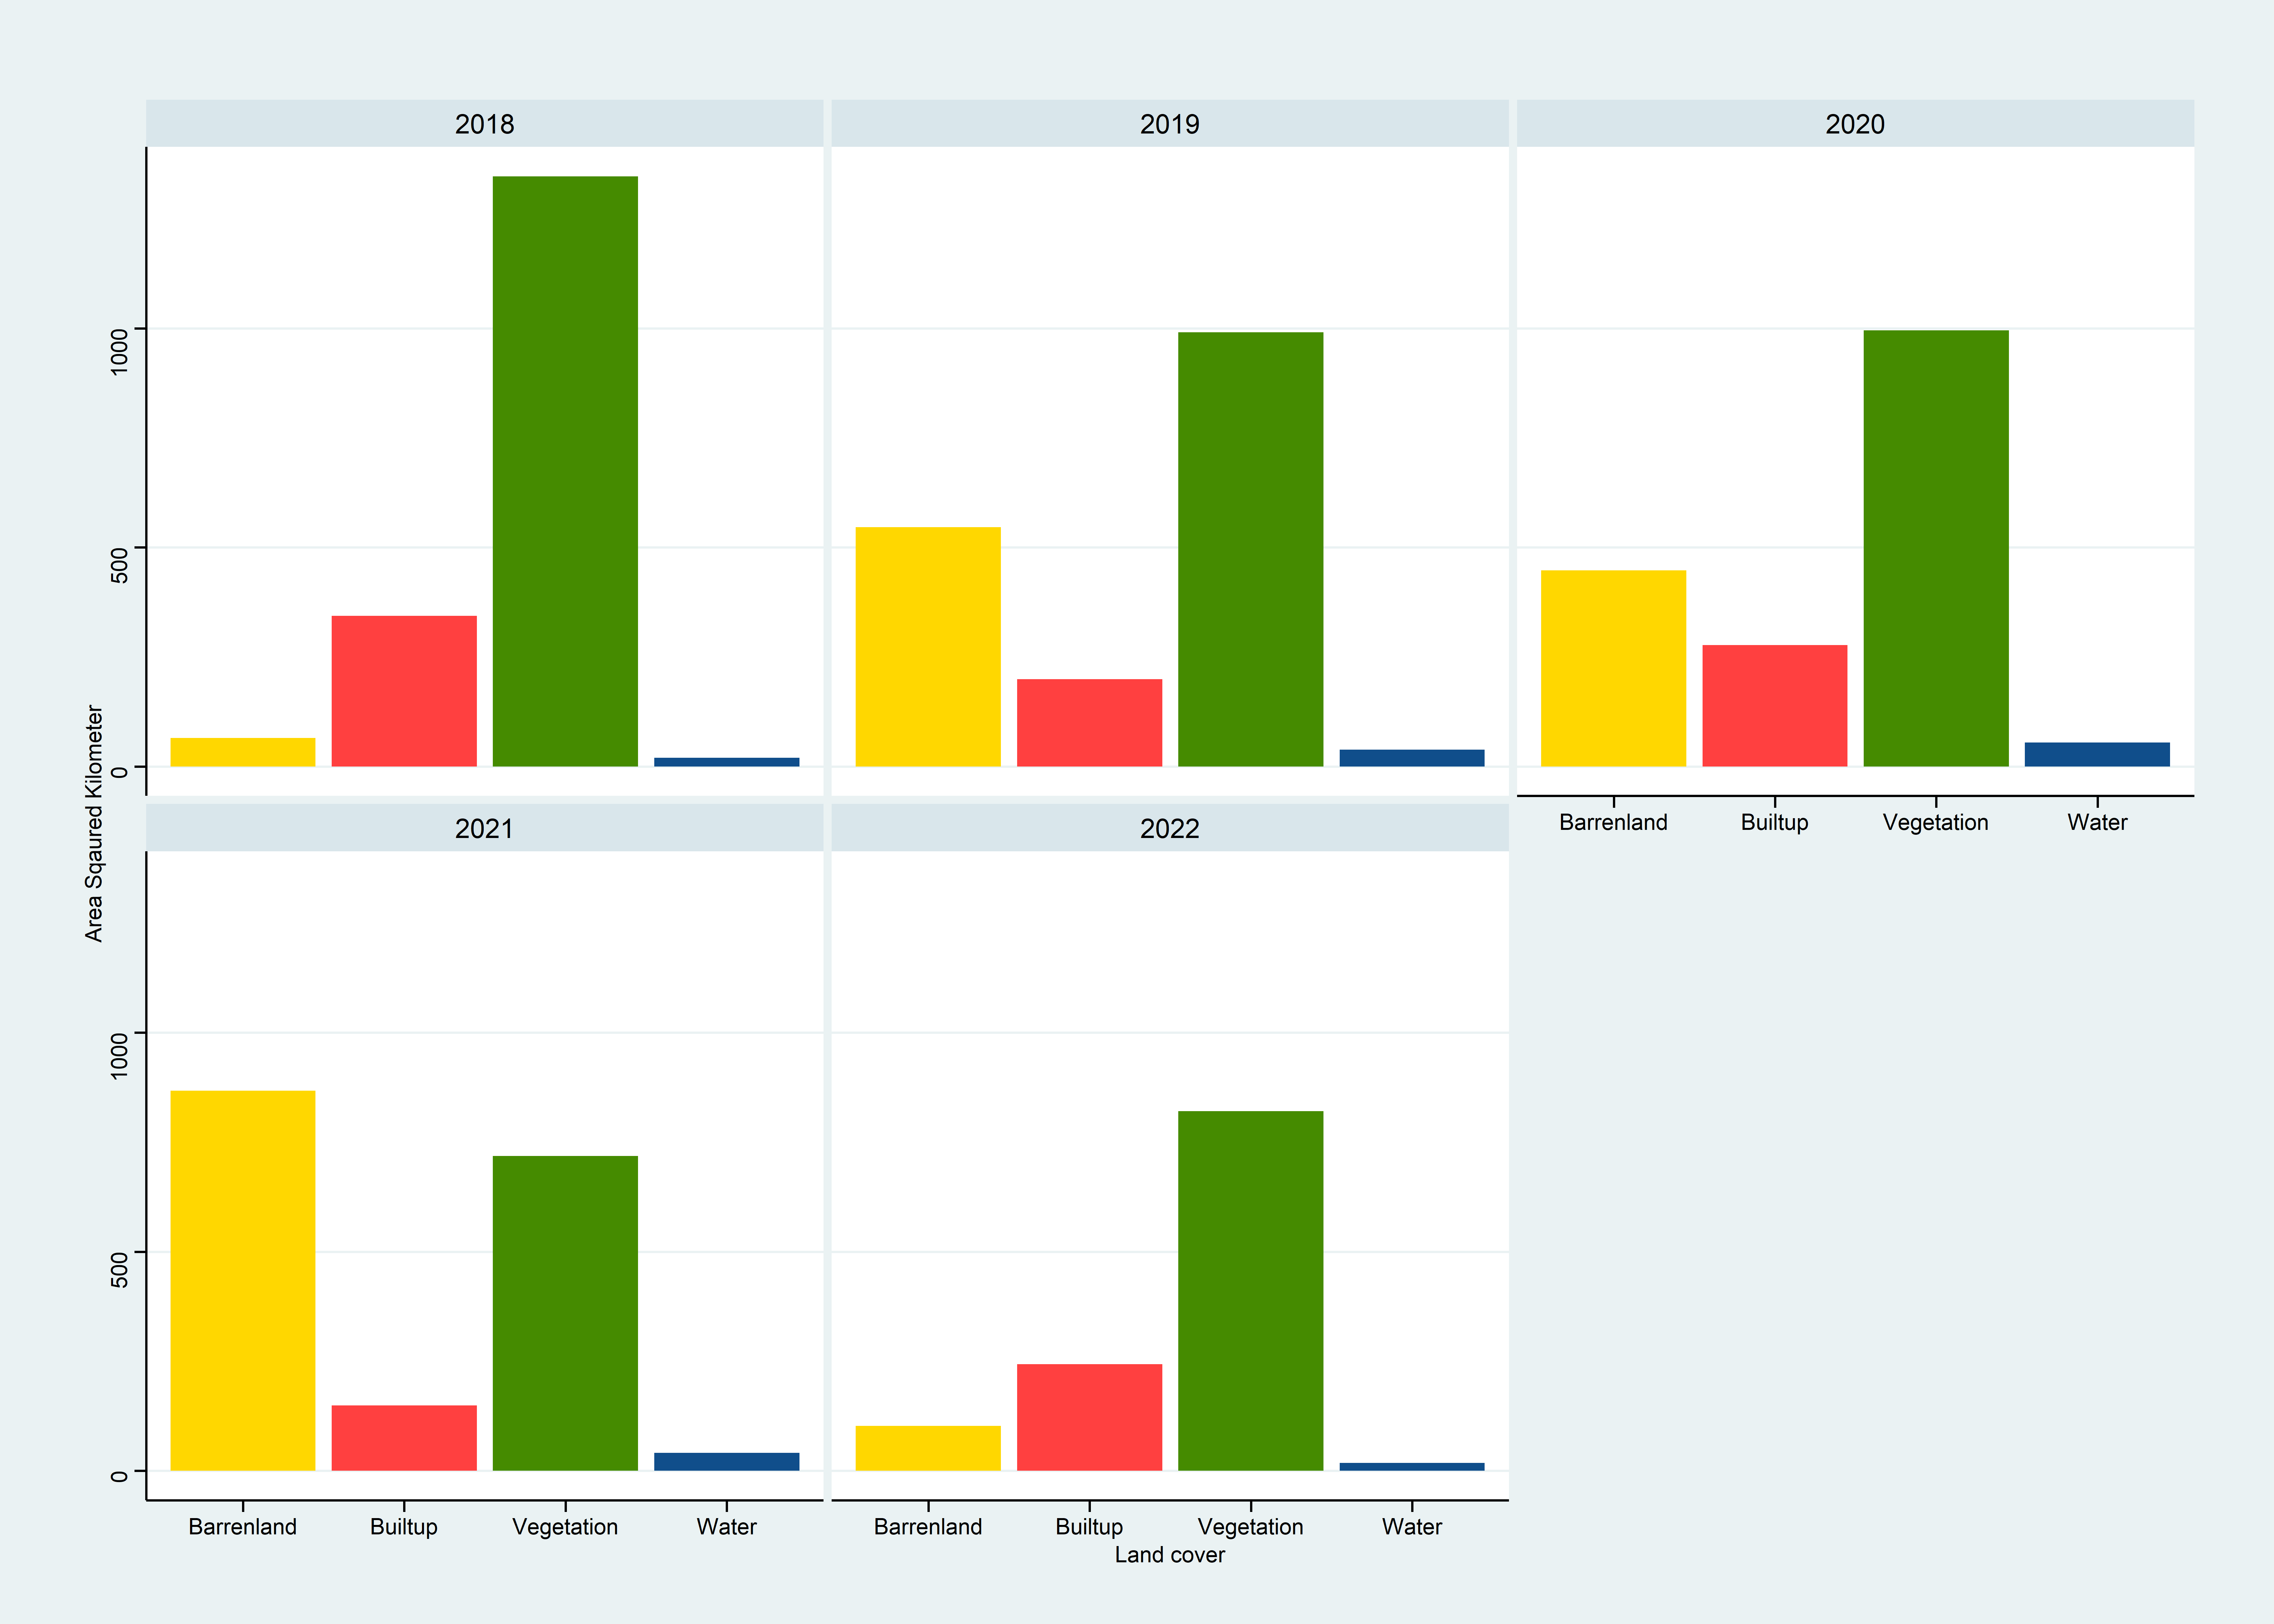 2018
2019
2020
1000
500
0
Barrenland Builtup Vegetation Water
Area Sqaured Kilometer
2021
2022
1000
500
0
Barrenland Builtup Vegetation Water
Barrenland Builtup Vegetation Water
Land cover